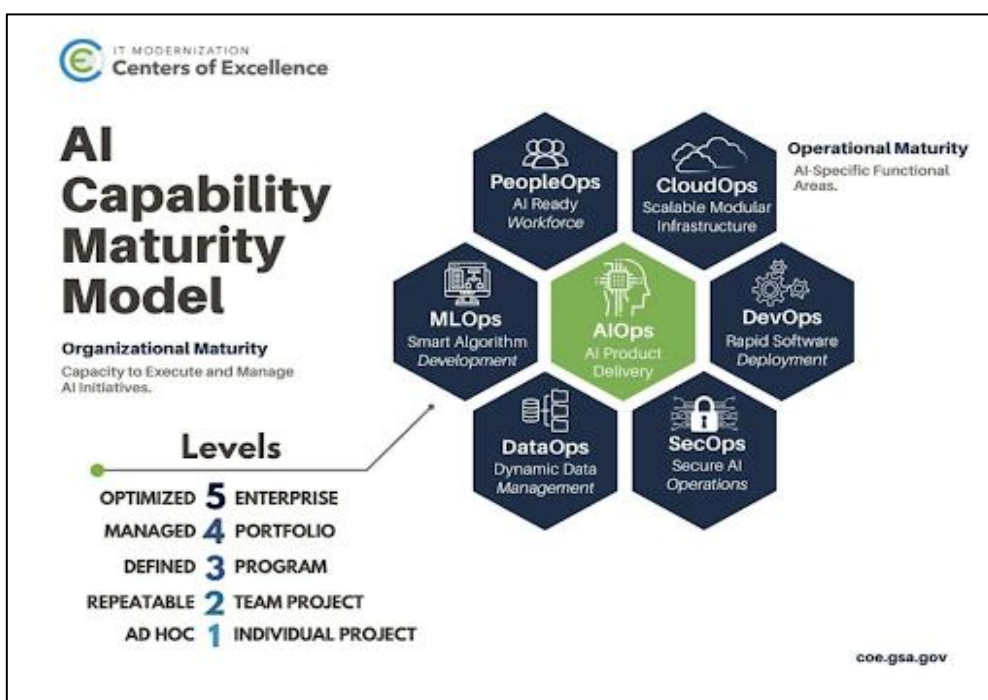 IT MODERNIZATION
Centers of Excellence
AI
Capability
Maturity
Model
Organizational Maturity
Capacity to Execute and Manage
AI Initiatives.
Levels
OPTIMIZED 5 ENTERPRISE
MANAGED 4 PORTFOLIO
DEFINED 3 PROGRAM
REPEATABLE 2 TEAM PROJECT
AD HOC 1 INDIVIDUAL PROJECT
PeopleOps
AI Ready
Workforce
CloudOps
Scalable Modular
Infrastructure
Operational Maturity
AI-Specific Functional
Areas.
MLOps
Smart Algorithm
Development
AIOps
AI Product
Delivery
DevOps
Rapid Software
Deployment
DataOps
Dynamic Data
Management
SecOps
Secure AI
Operations
coe.gsa.gov